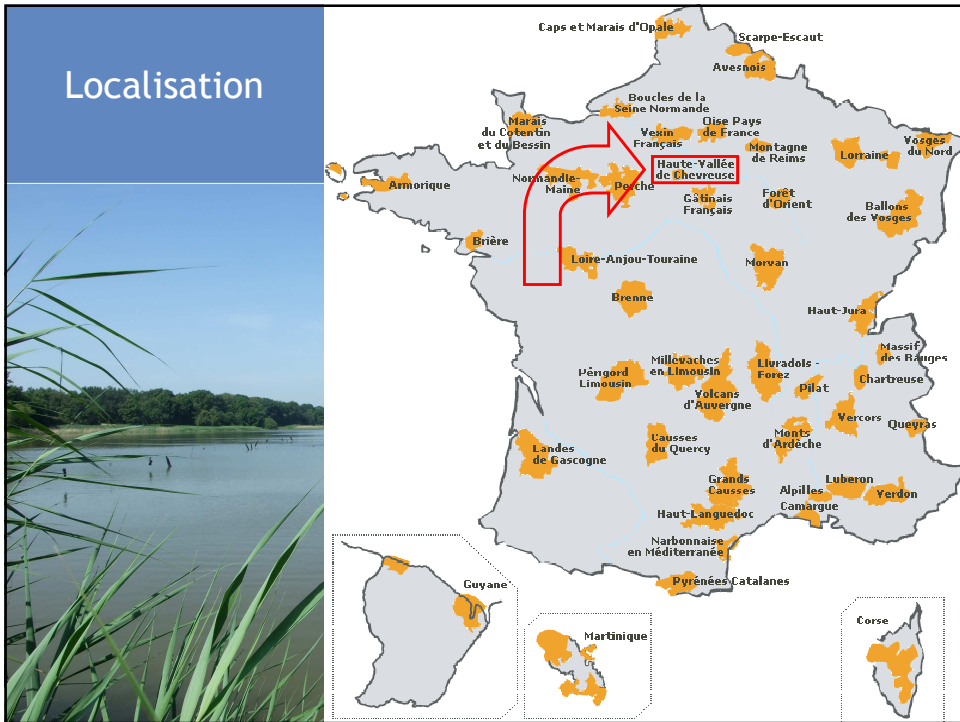 Localisation
Caps et Marais d'Opale
Scarpe-Escaut
Avesnois
Boucles de la
Seine Normande
Marais
du Cotentin
et du Bessin
Vexin
Français
Oise Pays
de France
Montagne
de Reims
Lorraine
Vosges
du Nord
Armorique
Normandie-
Maine
Perche
Haute-Vallée
de Chevreuse
Gâtinais
Français
Forêt
d'Orient
Ballons
des Vosges
Brière
Loire-Anjou-Touraine
Morvan
Brenne
Haut-Jura
Massif
des Bauges
Périgord
Limousin
Millevaches
en Limousin
Livradois -
Forez
Pilat
Chartreuse
Volcans
d'Auvergne
Vercors
Queyras
Landes
de Gascogne
Causses
du Quercy
Monts
d'Ardèche
Grands
Causses
Luberon
Alpilles
Verdon
Camargue
Haut-Languedoc
Narbonnaise
en Méditerranée
Pyrénées Catalanes
Guyane
Martinique
Corse